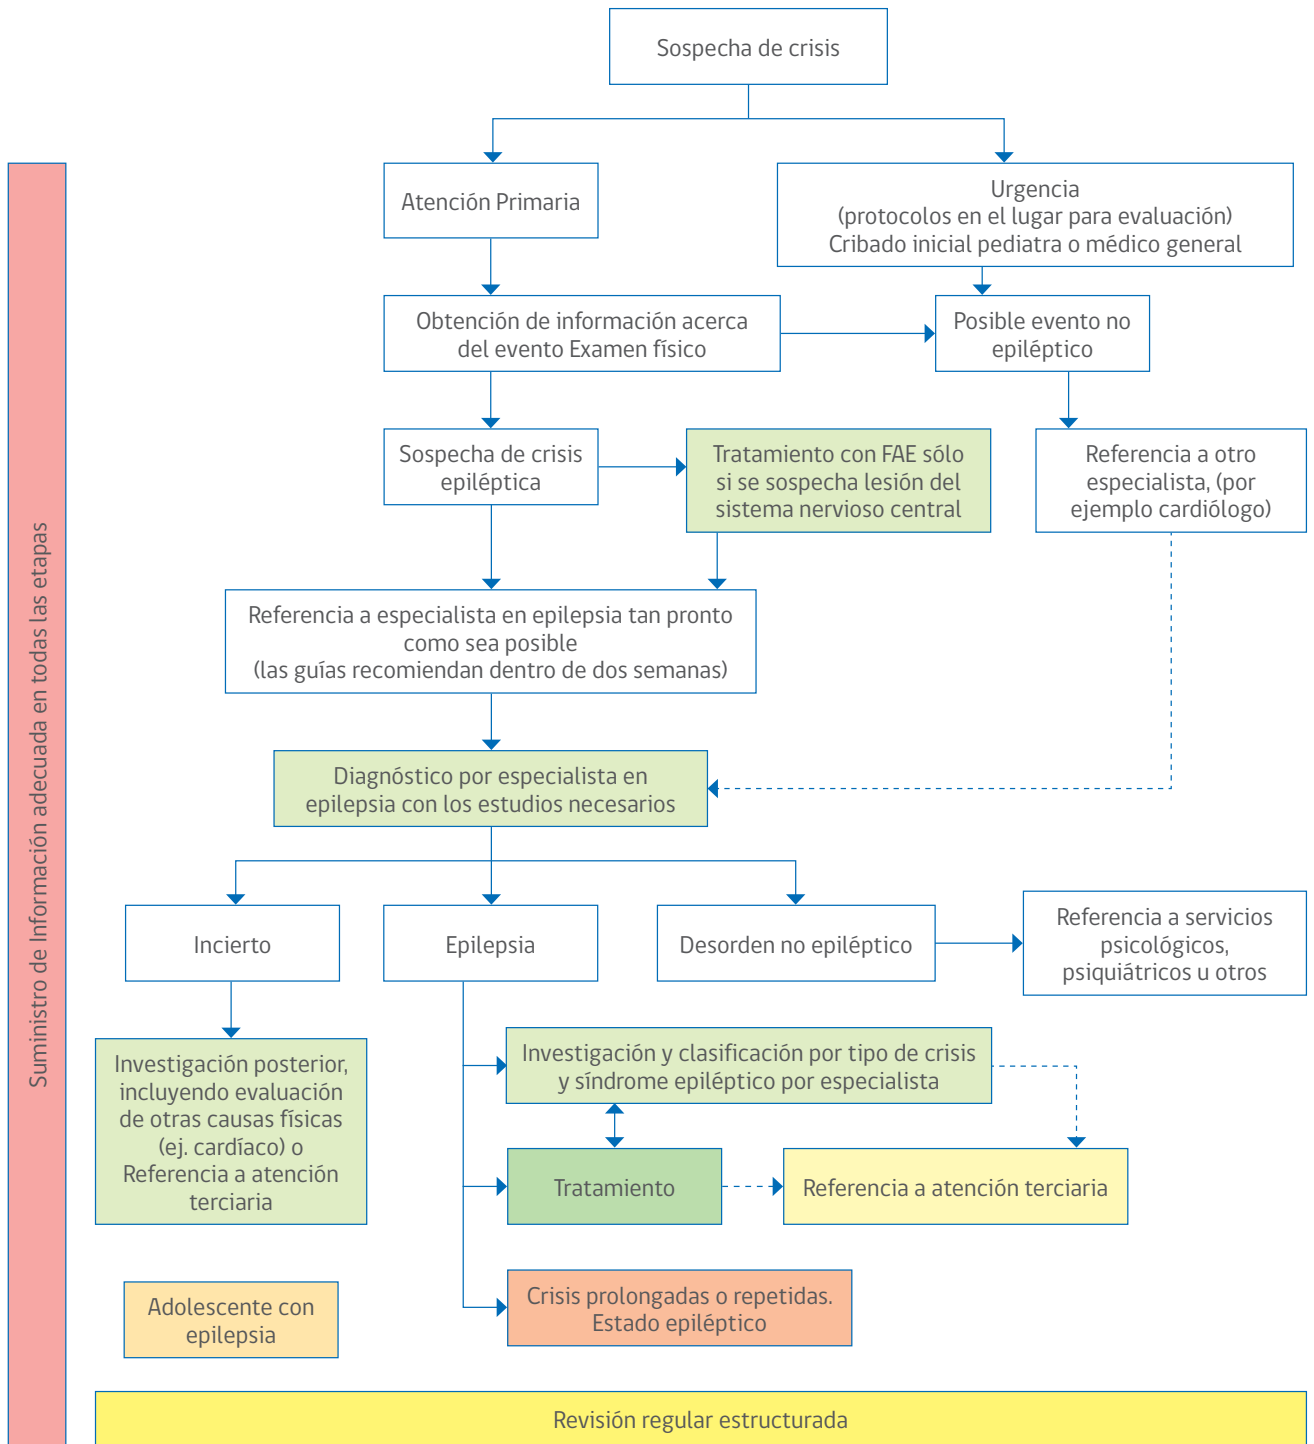 Sospecha de crisis
Suministro de Información adecuada en todas las etapas
Atención Primaria
Urgencia
(protocolos en el lugar para evaluación)
Cribado inicial pediatra o médico general
Obtención de información acerca
del evento Examen físico
Posible evento no
epiléptico
Sospecha de crisis
epiléptica
Tratamiento con FAE sólo
si se sospecha lesión del
sistema nervioso central
Referencia a otro
especialista, (por
ejemplo cardiólogo)
Referencia a especialista en epilepsia tan pronto
como sea posible
(las guías recomiendan dentro de dos semanas)
Diagnóstico por especialista en
epilepsia con los estudios necesarios
Incierto
Epilepsia
Desorden no epiléptico
Referencia a servicios
psicológicos,
psiquiátricos u otros
Investigación posterior,
incluyendo evaluación
de otras causas físicas
(ej. cardíaco) o
Referencia a atención
terciaria
Investigación y clasificación por tipo de crisis
y síndrome epiléptico por especialista
Tratamiento
Referencia a atención terciaria
Adolescente con
epilepsia
Crisis prolongadas o repetidas.
Estado epiléptico
Revisión regular estructurada